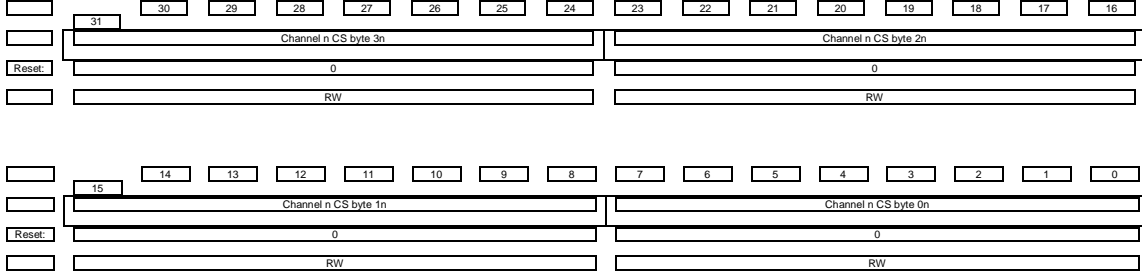 30 29 28 27 26 25 24 23 22 21 20 19 18 17 16
31
Channel n CS byte 3n Channel n CS byte 2n
Reset: 0 0
RW RW
14 13 12 11 10 9 8 7 6 5 4 3 2 1 0
15
Channel n CS byte 1n Channel n CS byte 0n
Reset: 0 0
RW RW